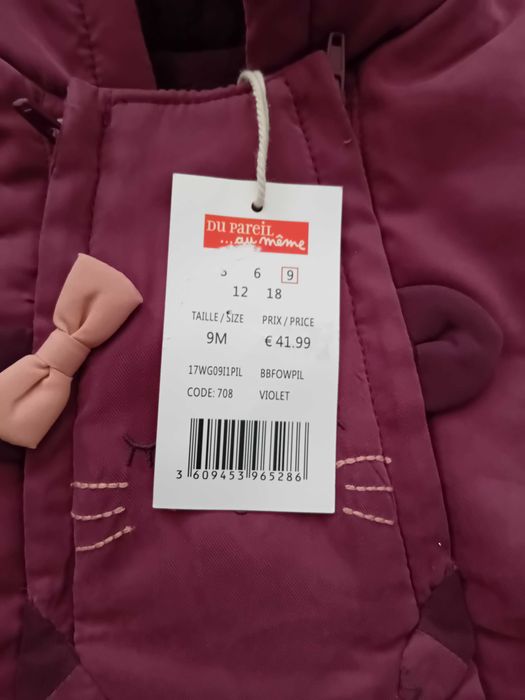 DU PAREIL
...au même
3 6 9
12 18
TAILLE/SIZE PRIX/PRICE
9M € 41.99
17WG09I1PIL BBFOWPIL
CODE: 708 VIOLET
3 609453 965286